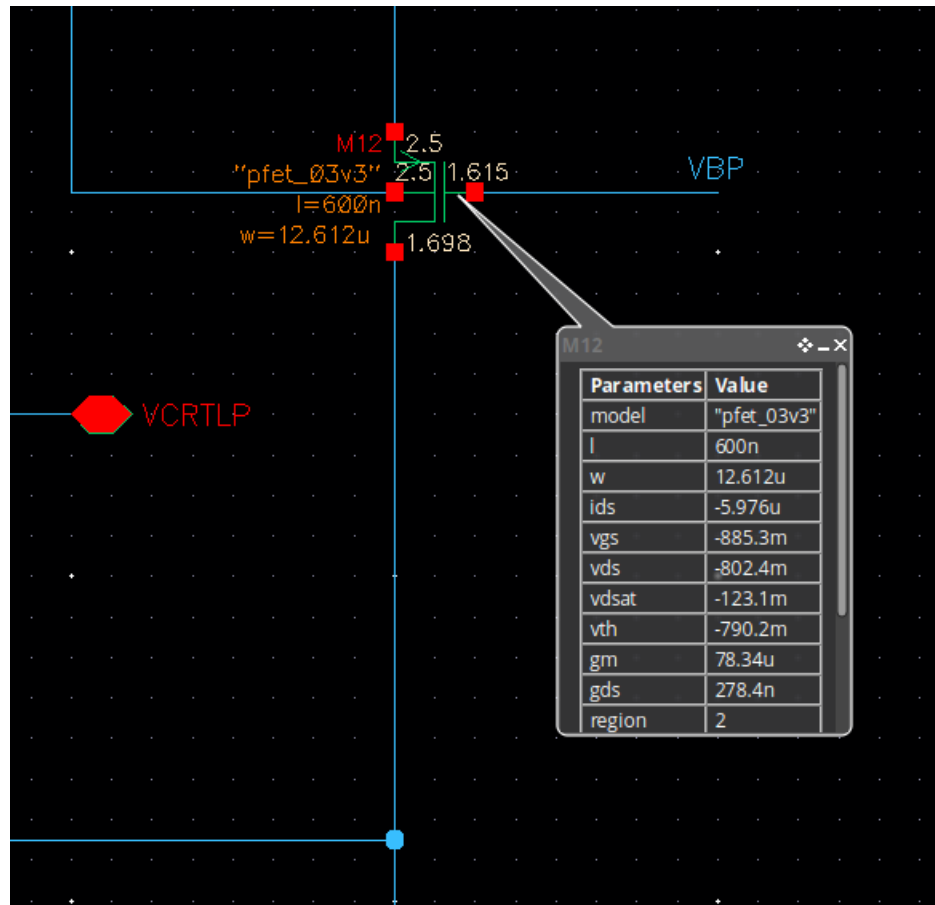 M12 2.5
"pfet_03v3" 2.5 1.615 VBP
l=600n
w=12.612u 1.698
M12
Parameters Value
model "pfet_03v3"
l 600n
VCRTLP
w 12.612u
ids -5.976u
vgs -885.3m
vds -802.4m
vdsat -123.1m
vth -790.2m
gm 78.34u
gds 278.4n
region 2